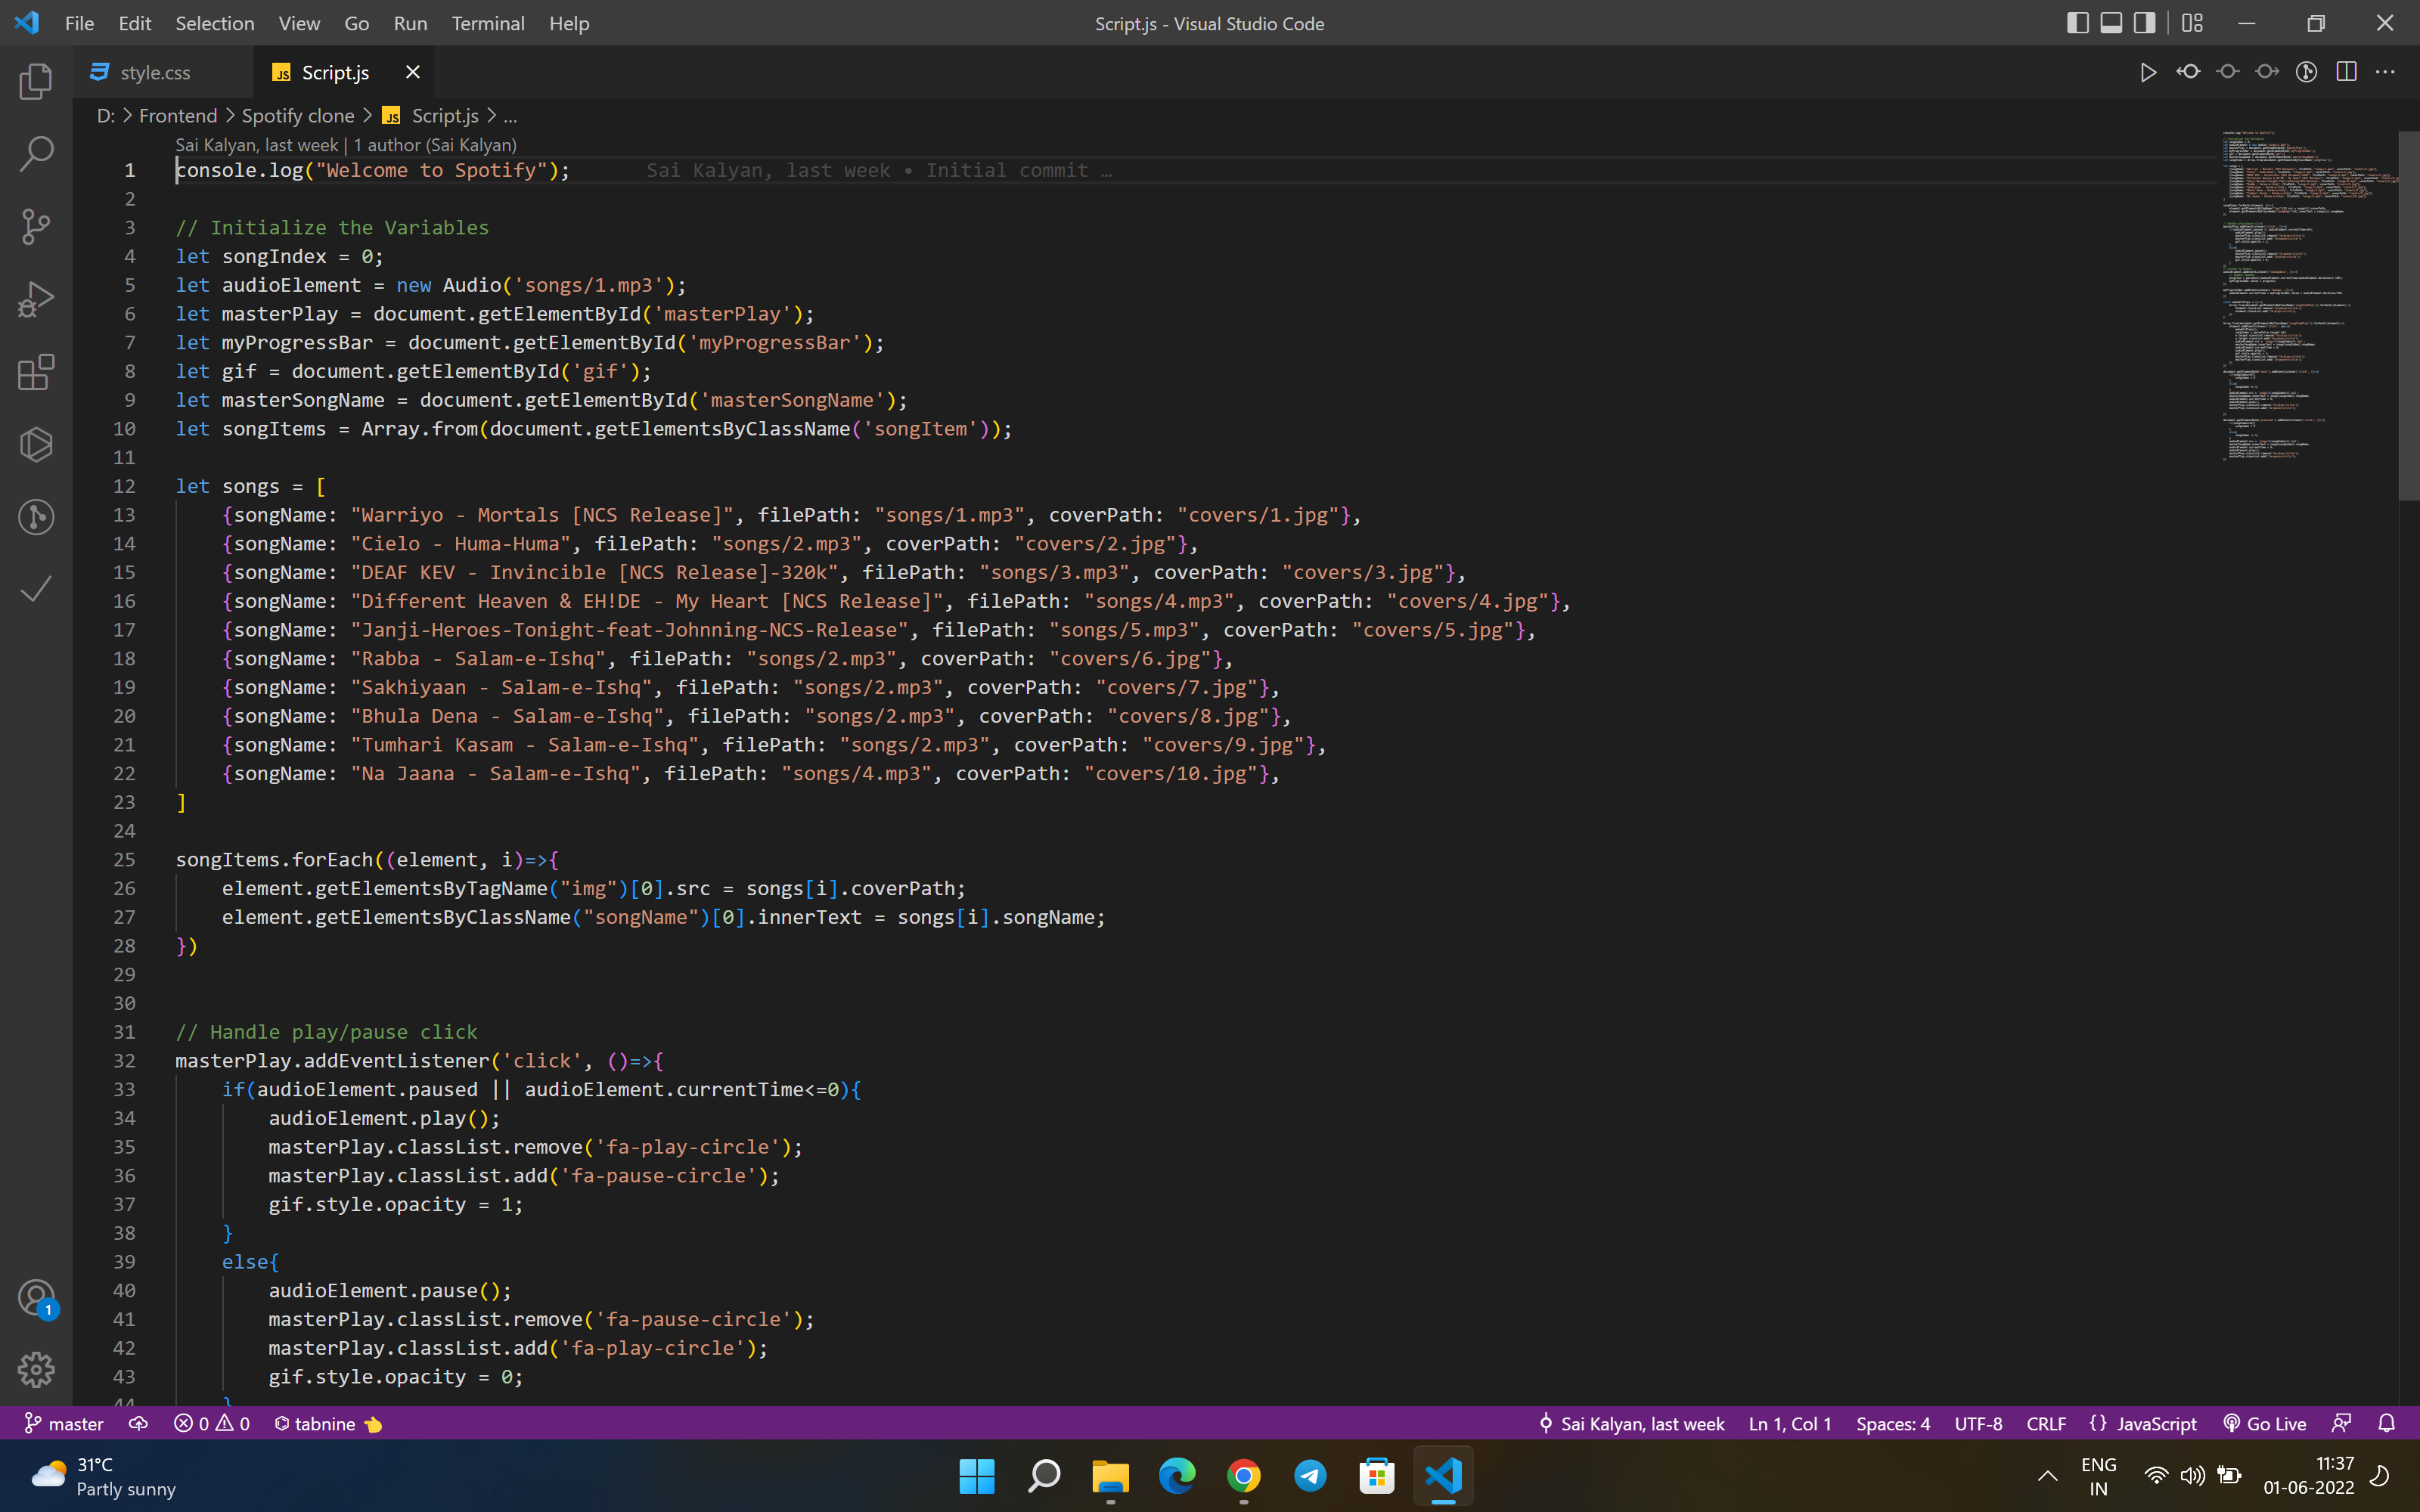 File Edit Selection View Go Run Terminal Help
Script.js - Visual Studio Code
style.css
JS Script.js
D: > Frontend > Spotify clone > JS Script.js > ...
Sai Kalyan, last week | 1 author (Sai Kalyan)
1 console.log("Welcome to Spotify"); Sai Kalyan, last week • Initial commit …
2
3 // Initialize the Variables
4 let songIndex = 0;
5 let audioElement = new Audio('songs/1.mp3');
6 let masterPlay = document.getElementById('masterPlay');
7 let myProgressBar = document.getElementById('myProgressBar');
8 let gif = document.getElementById('gif');
9 let masterSongName = document.getElementById('masterSongName');
10 let songItems = Array.from(document.getElementsByClassName('songItem'));
11
12 let songs = [
13 {songName: "Warriyo - Mortals [NCS Release]", filePath: "songs/1.mp3", coverPath: "covers/1.jpg"},
14 {songName: "Cielo - Huma-Huma", filePath: "songs/2.mp3", coverPath: "covers/2.jpg"},
15 {songName: "DEAF KEV - Invincible [NCS Release]-320k", filePath: "songs/3.mp3", coverPath: "covers/3.jpg"},
16 {songName: "Different Heaven & EH!DE - My Heart [NCS Release]", filePath: "songs/4.mp3", coverPath: "covers/4.jpg"},
17 {songName: "Janji-Heroes-Tonight-feat-Johnning-NCS-Release", filePath: "songs/5.mp3", coverPath: "covers/5.jpg"},
18 {songName: "Rabba - Salam-e-Ishq", filePath: "songs/2.mp3", coverPath: "covers/6.jpg"},
19 {songName: "Sakhiyaan - Salam-e-Ishq", filePath: "songs/2.mp3", coverPath: "covers/7.jpg"},
20 {songName: "Bhula Dena - Salam-e-Ishq", filePath: "songs/2.mp3", coverPath: "covers/8.jpg"},
21 {songName: "Tumhari Kasam - Salam-e-Ishq", filePath: "songs/2.mp3", coverPath: "covers/9.jpg"},
22 {songName: "Na Jaana - Salam-e-Ishq", filePath: "songs/4.mp3", coverPath: "covers/10.jpg"},
23 ]
24
25 songItems.forEach((element, i)=>{
26 element.getElementsByTagName("img")[0].src = songs[i].coverPath;
27 element.getElementsByClassName("songName")[0].innerText = songs[i].songName;
28 })
29
30
31 // Handle play/pause click
32 masterPlay.addEventListener('click', ()=>{
33 if(audioElement.paused || audioElement.currentTime<=0){
34 audioElement.play();
35 masterPlay.classList.remove('fa-play-circle');
36 masterPlay.classList.add('fa-pause-circle');
37 gif.style.opacity = 1;
38 }
39 else{
40 audioElement.pause();
41 masterPlay.classList.remove('fa-pause-circle');
42 masterPlay.classList.add('fa-play-circle');
43 gif.style.opacity = 0;
44 }
1
master 0 0 tabnine Sai Kalyan, last week Ln 1, Col 1 Spaces: 4 UTF-8 CRLF {} JavaScript Go Live
31°C
Partly sunny
ENG
IN
11:37
01-06-2022